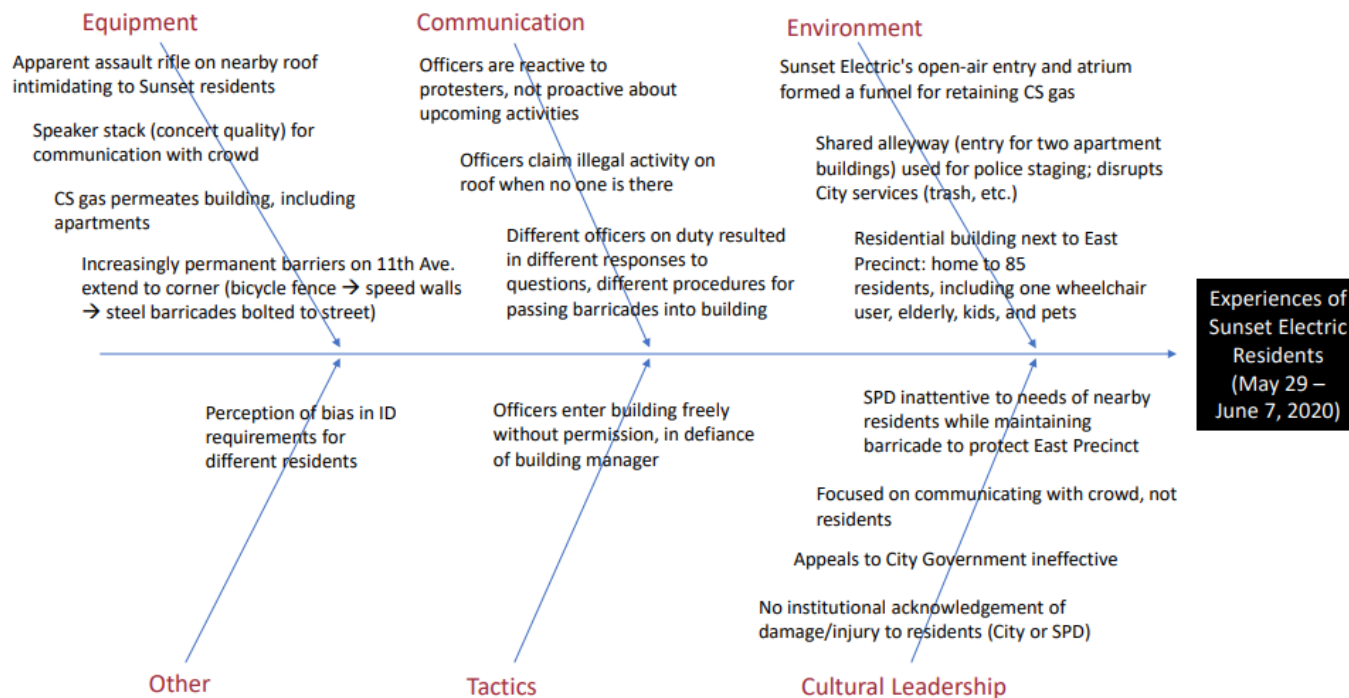 Equipment
Apparent assault rifle on nearby roof
intimidating to Sunset residents
Speaker stack (concert quality) for
communication with crowd
CS gas permeates building, including
apartments
Increasingly permanent barriers on 11th Ave.
extend to corner (bicycle fence → speed walls
→ steel barricades bolted to street)
Communication
Officers are reactive to
protesters, not proactive about
upcoming activities
Officers claim illegal activity on
roof when no one is there
Different officers on duty resulted
in different responses to
questions, different procedures for
passing barricades into building
Environment
Sunset Electric's open-air entry and atrium
formed a funnel for retaining CS gas
Shared alleyway (entry for two apartment
buildings) used for police staging; disrupts
City services (trash, etc.)
Residential building next to East
Precinct: home to 85
residents, including one wheelchair
user, elderly, kids, and pets
Experiences of
Sunset Electric
Residents
(May 29 –
June 7, 2020)
Perception of bias in ID
requirements for
different residents
Other
Officers enter building freely
without permission, in defiance
of building manager
Tactics
SPD inattentive to needs of nearby
residents while maintaining
barricade to protect East Precinct
Focused on communicating with crowd, not
residents
Appeals to City Government ineffective
No institutional acknowledgement of
damage/injury to residents (City or SPD)
Cultural Leadership